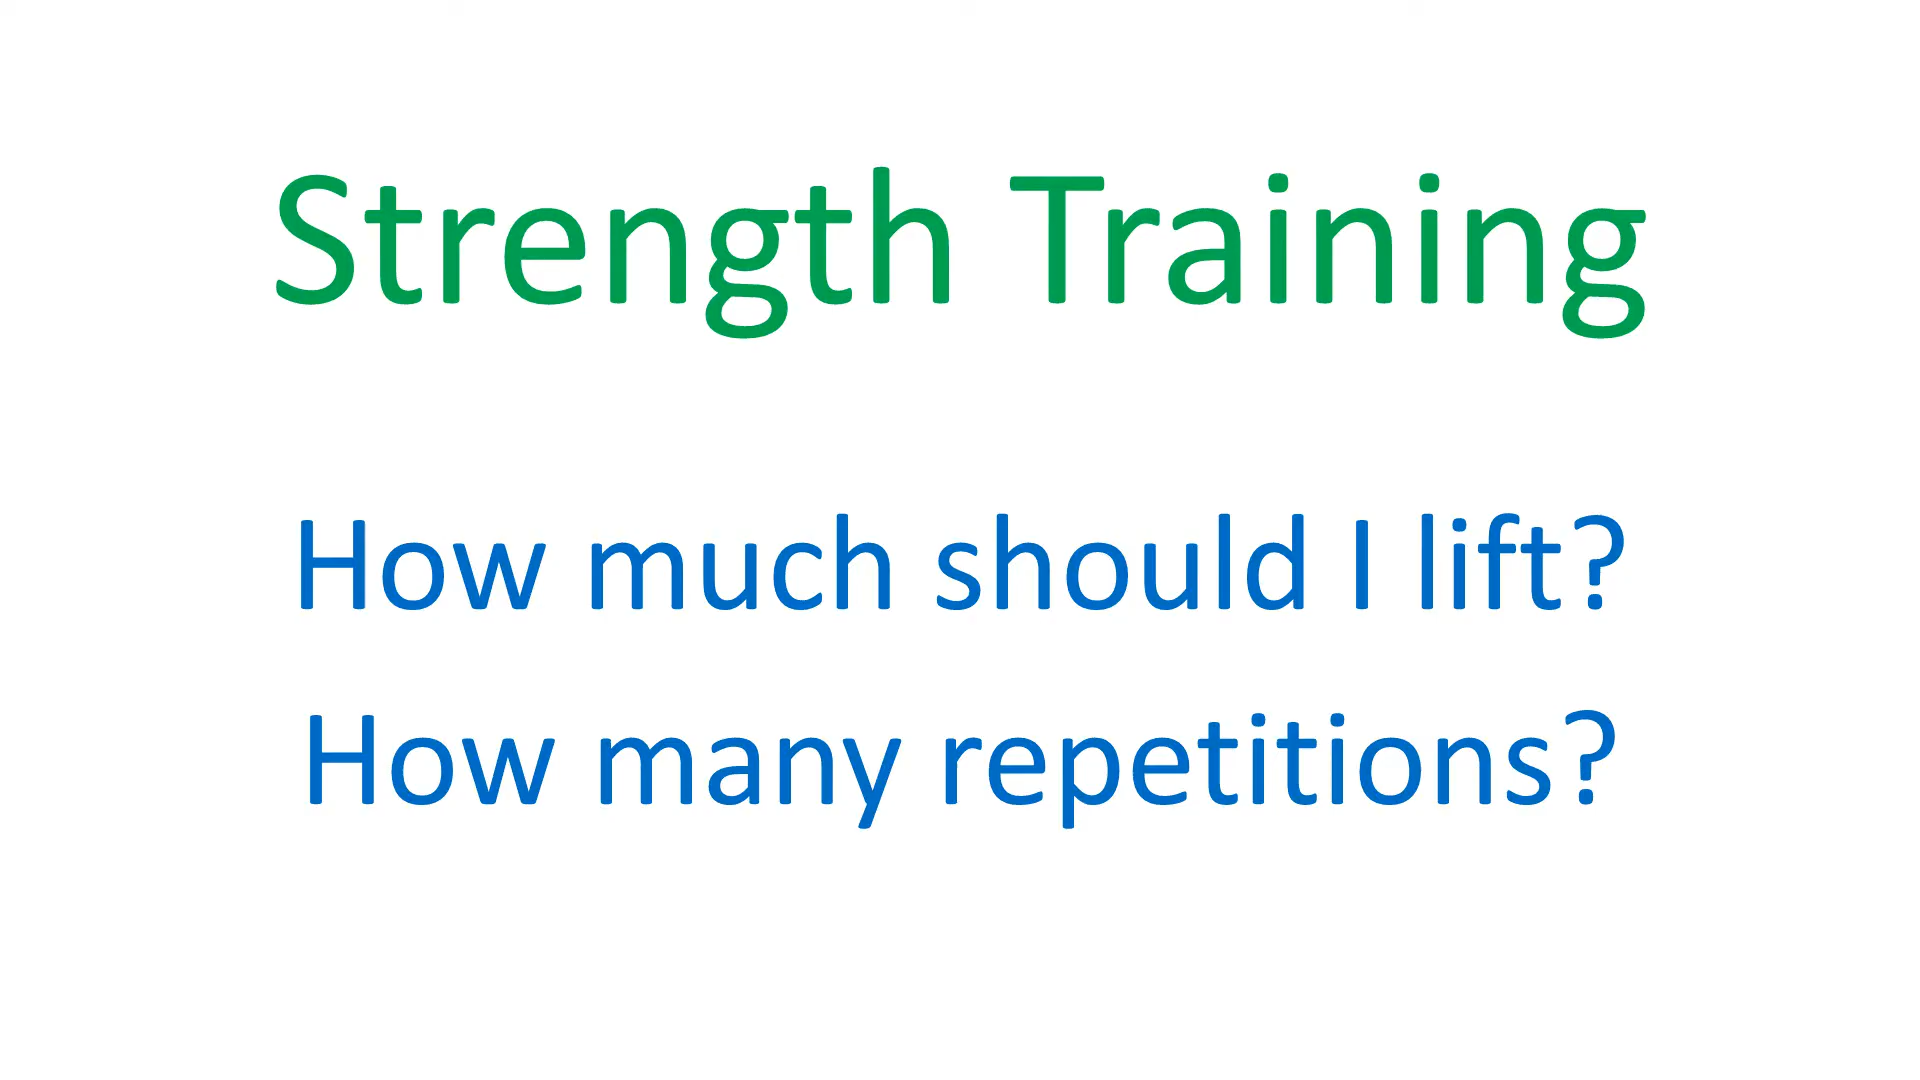 Strength Training
How much should I lift?
How many repetitions?